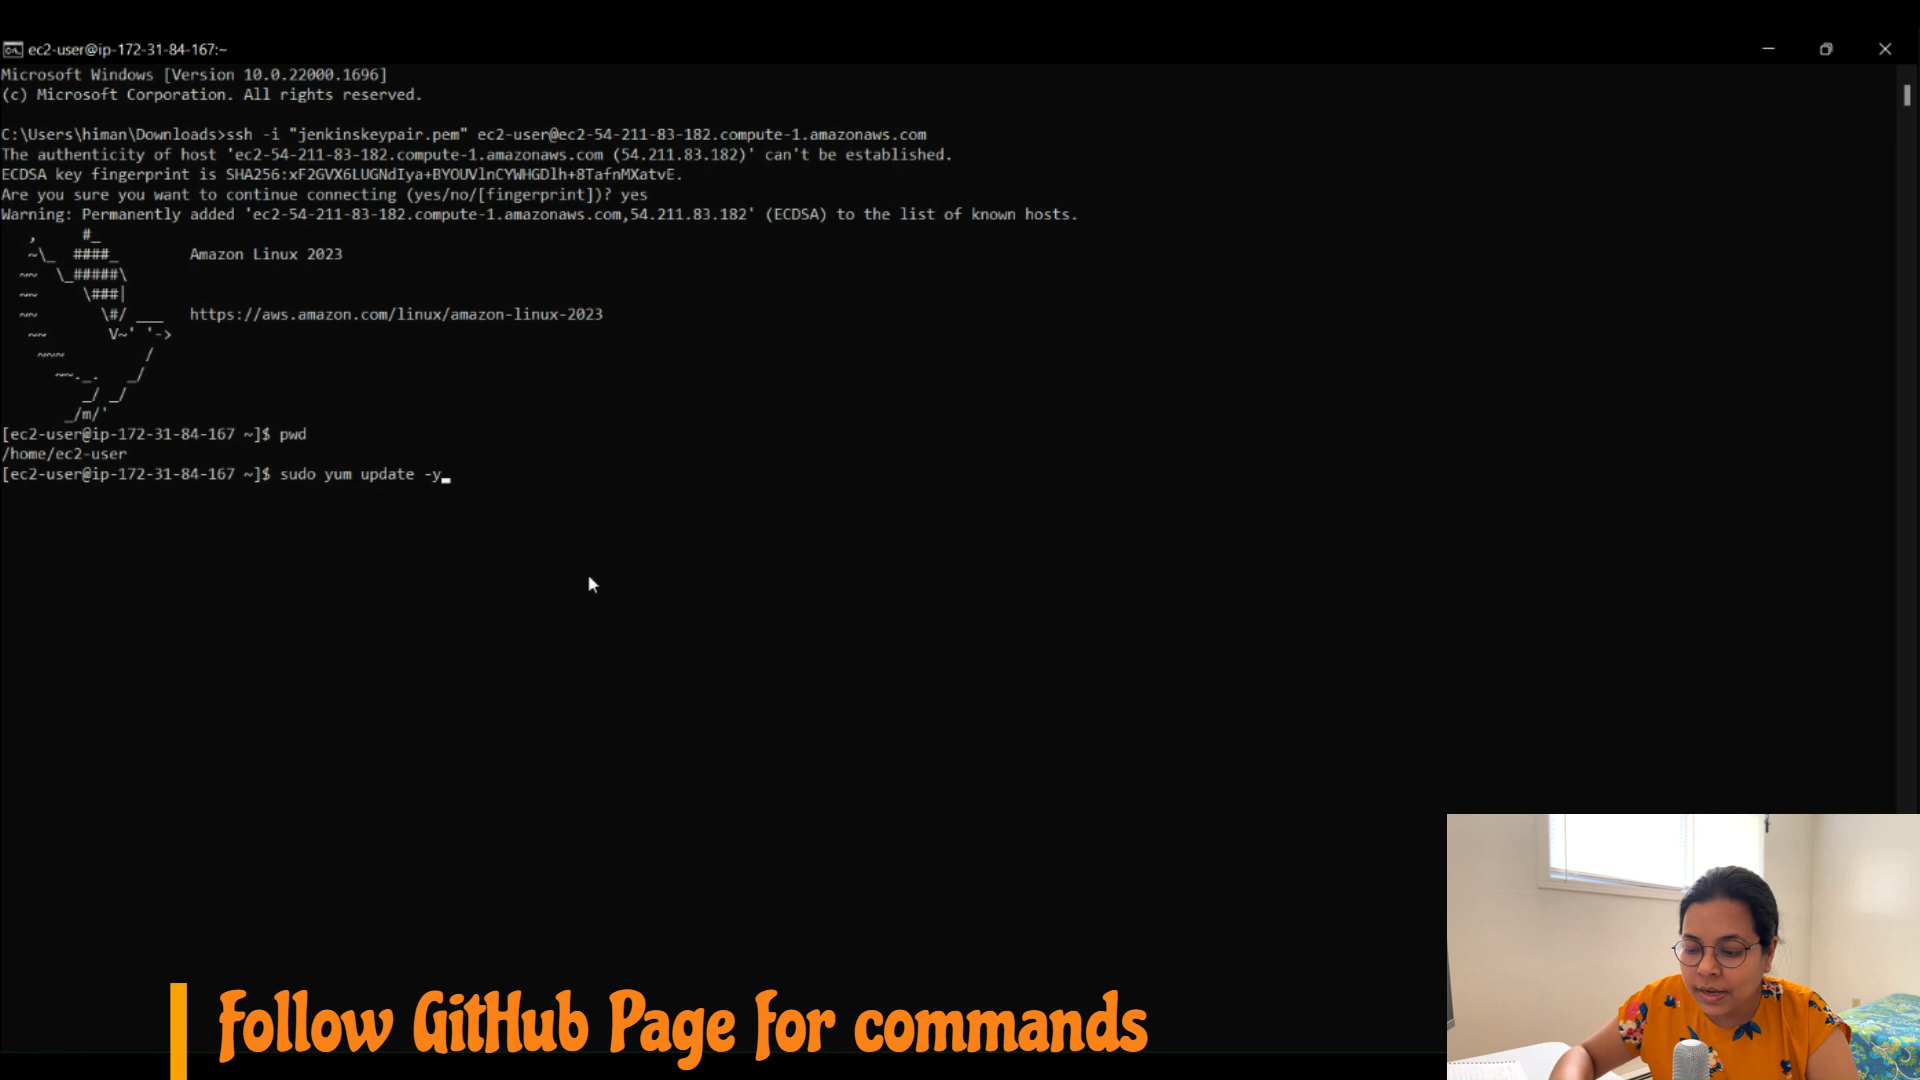 ec2-user@ip-172-31-84-167:~
Microsoft Windows [Version 10.0.22000.1696]
(c) Microsoft Corporation. All rights reserved.
C:\Users\himan\Downloads>ssh -i "jenkinskeypair.pem" ec2-user@ec2-54-211-83-182.compute-1.amazonaws.com
The authenticity of host 'ec2-54-211-83-182.compute-1.amazonaws.com (54.211.83.182)' can't be established.
ECDSA key fingerprint is SHA256:xF2GVX6LUGNdIya+BYOUVlnCYWHGDlh+8TafnMXatvE.
Are you sure you want to continue connecting (yes/no/[fingerprint])? yes
Warning: Permanently added 'ec2-54-211-83-182.compute-1.amazonaws.com,54.211.83.182' (ECDSA) to the list of known hosts.
   ,     #_
   ~\_  ####_        Amazon Linux 2023
  ~~  \_#####\
  ~~     \###|
  ~~       \#/ ___   https://aws.amazon.com/linux/amazon-linux-2023
   ~~       V~' '->
    ~~~         /
      ~~._.   _/
         _/ _/
       _/m/'
[ec2-user@ip-172-31-84-167 ~]$ pwd
/home/ec2-user
[ec2-user@ip-172-31-84-167 ~]$ sudo yum update -y
Follow GitHub Page for commands